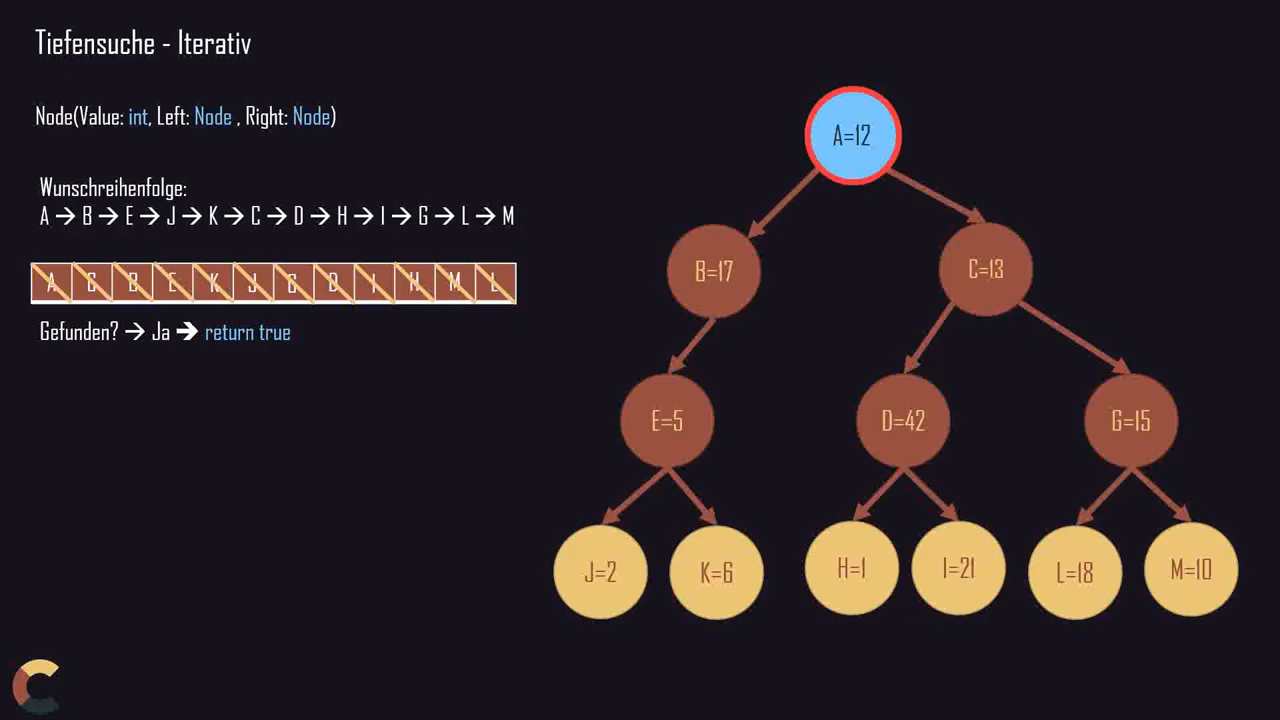 Tiefensuche - Iterativ
Node(Value: int, Left: Node , Right: Node)
Wunschreihenfolge:
A → B → E → J → K → C → D → H → I → G → L → M
A C B E K J G D I H M L
Gefunden? → Ja → return true
A=12
B=17
C=13
E=5
D=42
G=15
J=2
K=6
H=1
I=21
L=18
M=10